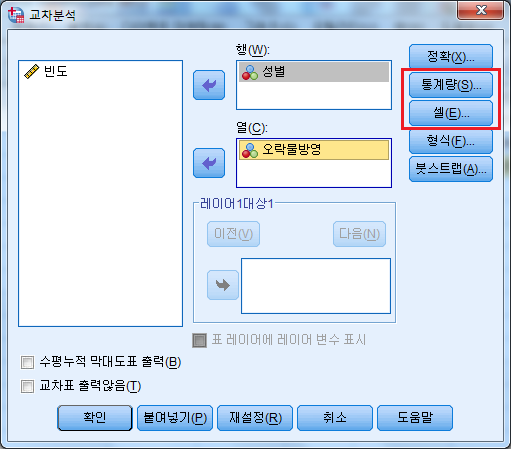 교차분석
빈도
행(W):
성별
열(C):
오락물방영
레이어1대상1
이전(V)
다음(N)
표 레이어에 레이어 변수 표시
정확(X)...
통계량(S)...
셀(E)...
형식(F)...
붓스트랩(A)...
수평누적 막대도표 출력(B)
교차표 출력않음(T)
확인
붙여넣기(P)
재설정(R)
취소
도움말